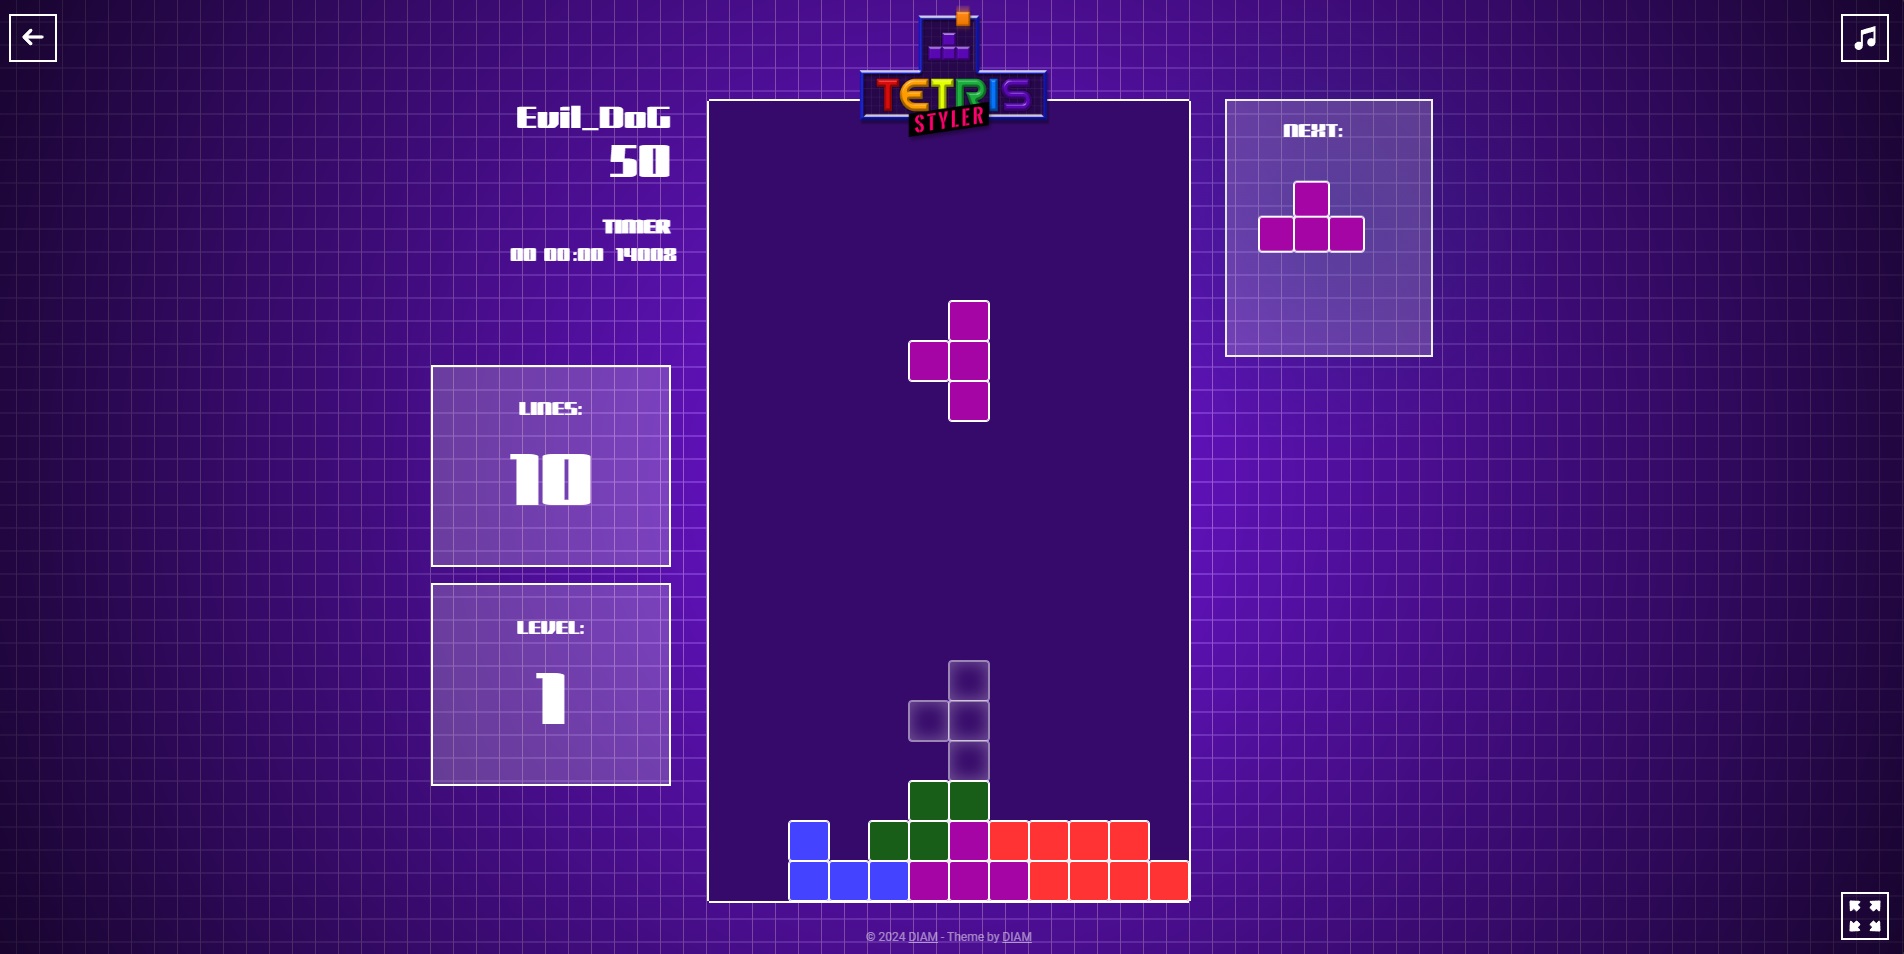 TETRIS
STYLER
Evil_DoG
50
TIMER
00 00:00 14008
LINES:
10
LEVEL:
1
NEXT:
© 2024 DIAM - Theme by DIAM